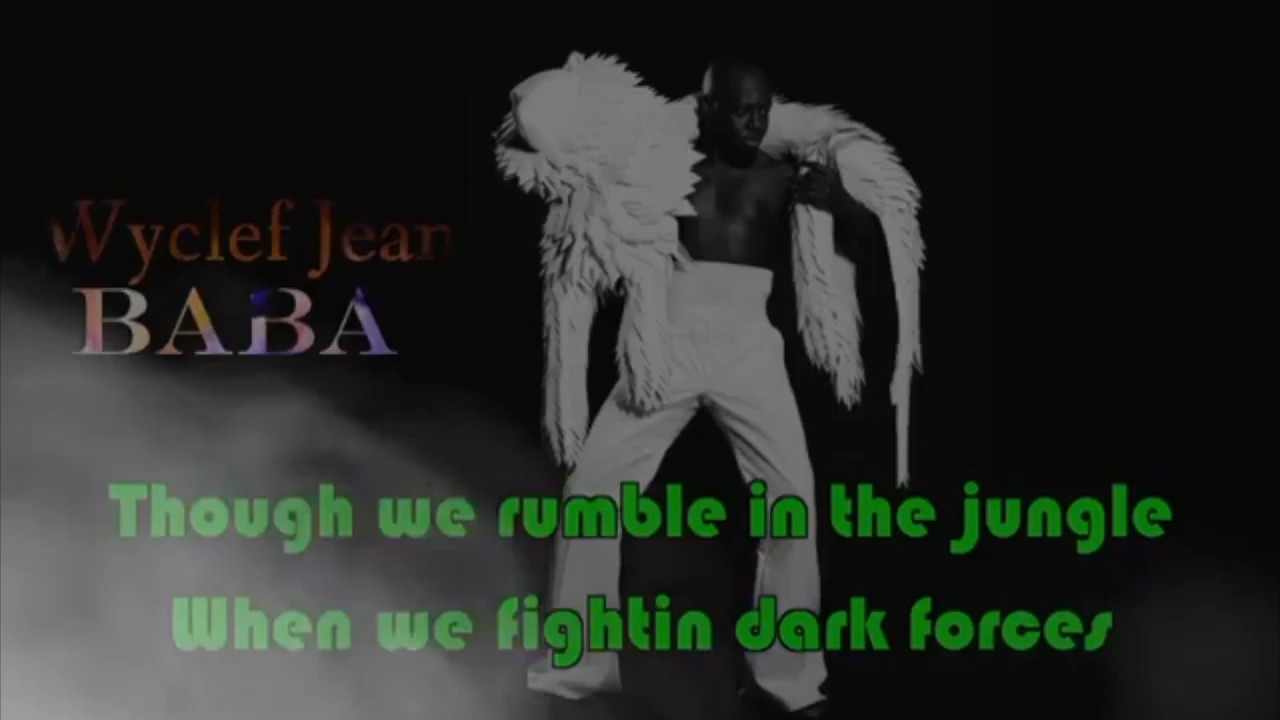 Wyclef Jean
BABA
Though we rumble in the jungle
When we fightin dark forces